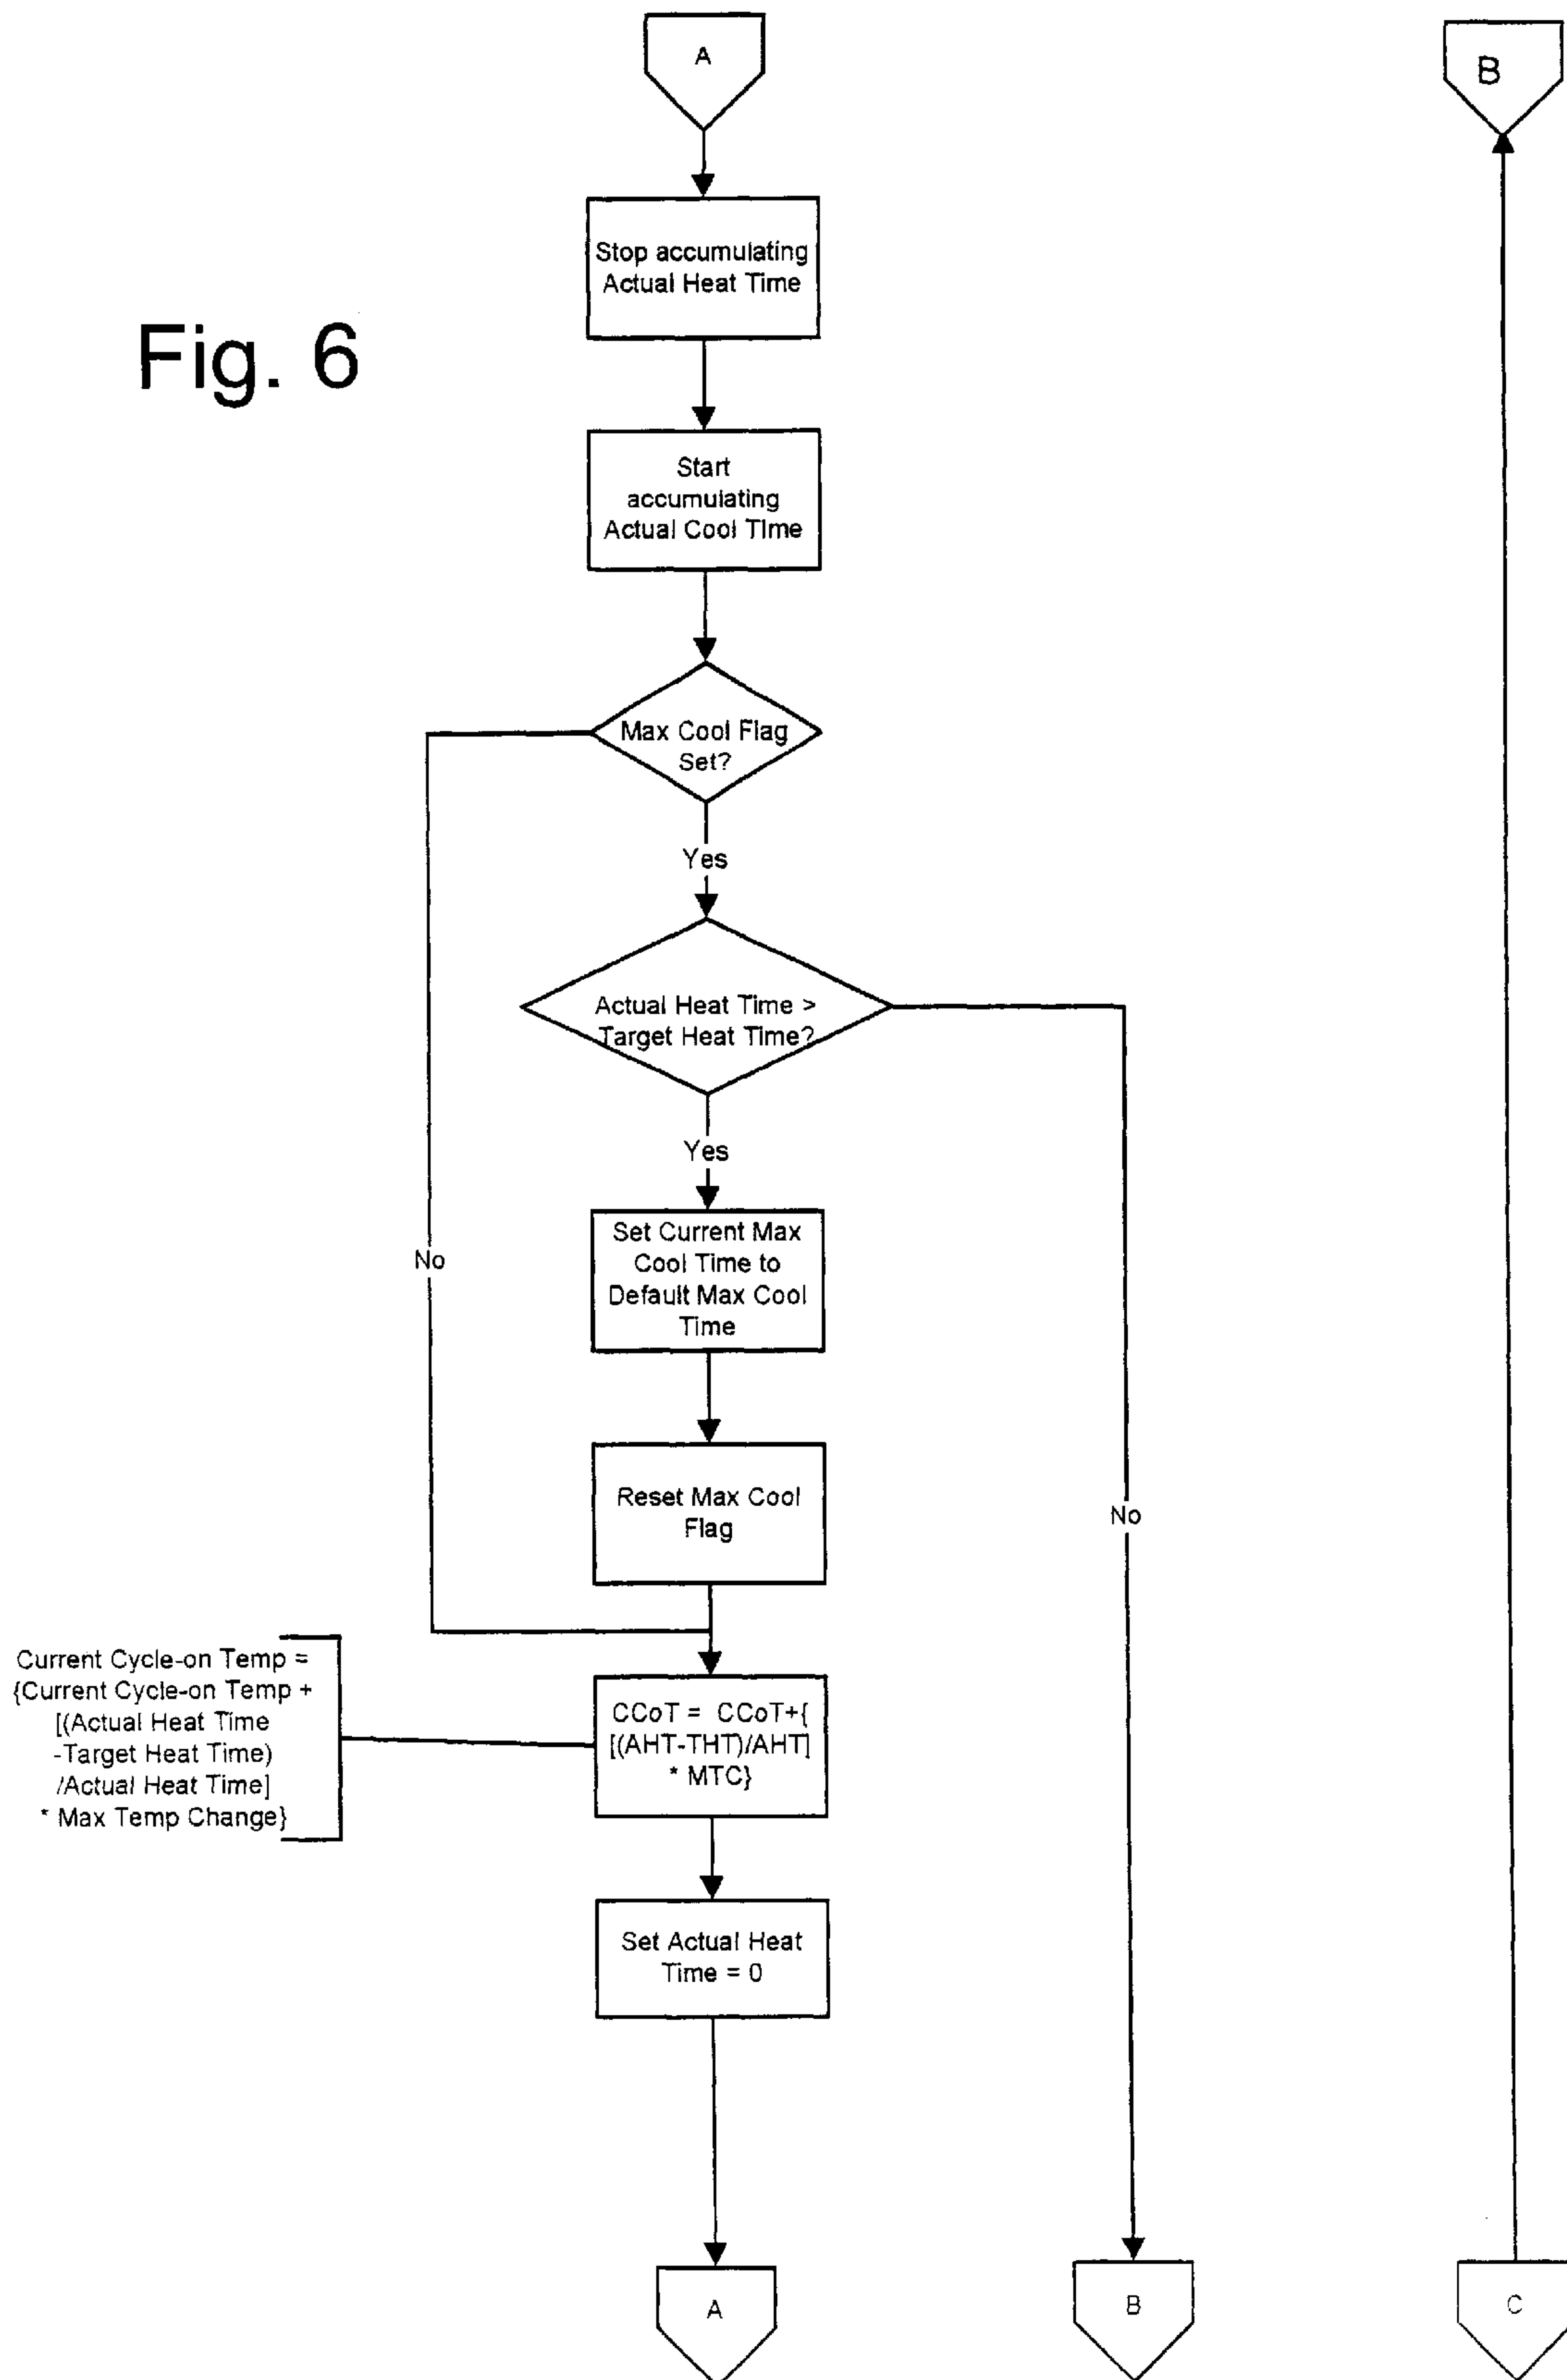 A
B
Stop accumulating
Actual Heat Time
Fig. 6
Start
accumulating
Actual Cool Time
Max Cool Flag
Set?
Yes
Actual Heat Time >
Target Heat Time?
Yes
Set Current Max
Cool Time to
Default Max Cool
Time
No
Reset Max Cool
Flag
No
Current Cycle-on Temp =
{Current Cycle-on Temp +
[(Actual Heat Time
-Target Heat Time)
/Actual Heat Time]
* Max Temp Change}
CCoT = CCoT+{
[(AHT-THT)/AHT]
* MTC}
Set Actual Heat
Time = 0
A
B
C